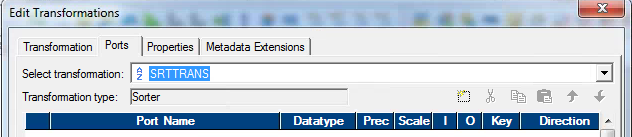 Edit Transformations
Transformation Ports Properties Metadata Extensions
Select transformation: A Z SRTTRANS
Transformation type: Sorter
Port Name Datatype Prec Scale I O Key Direction